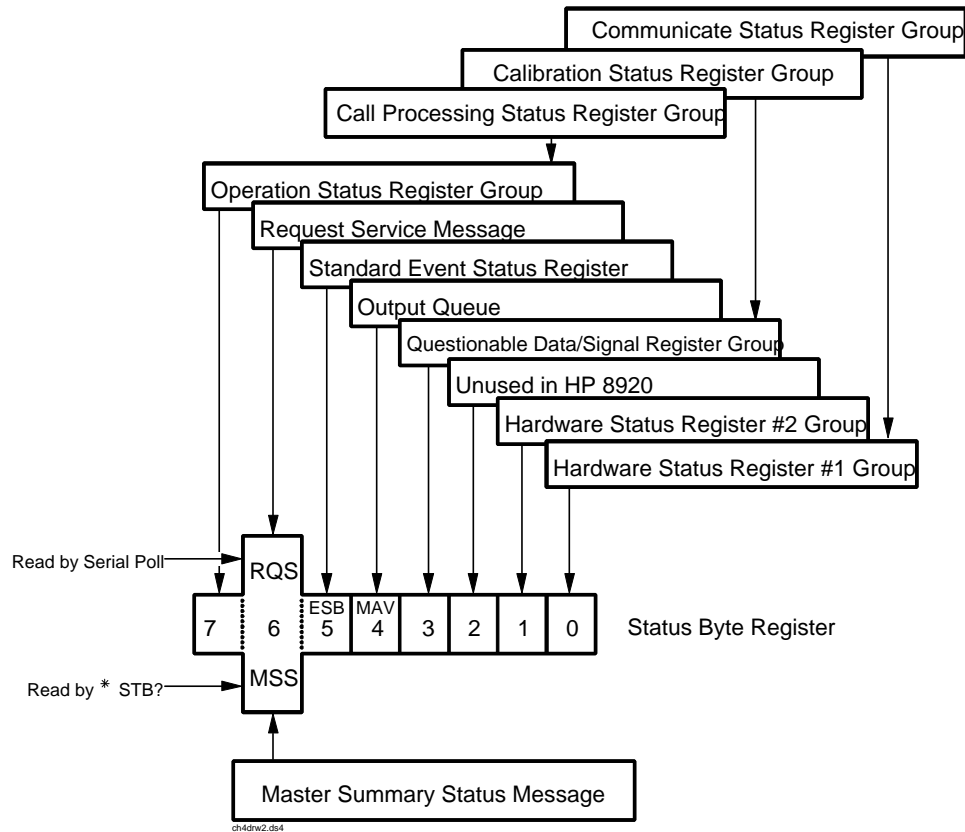 Communicate Status Register Group
Calibration Status Register Group
Call Processing Status Register Group
Operation Status Register Group
Request Service Message
Standard Event Status Register
Output Queue
Questionable Data/Signal Register Group
Unused in HP 8920
Hardware Status Register #2 Group
Hardware Status Register #1 Group
Read by Serial Poll
RQS
ESB MAV
7 6 5 4 3 2 1 0 Status Byte Register
MSS
Read by * STB?
Master Summary Status Message
ch4drw2.ds4